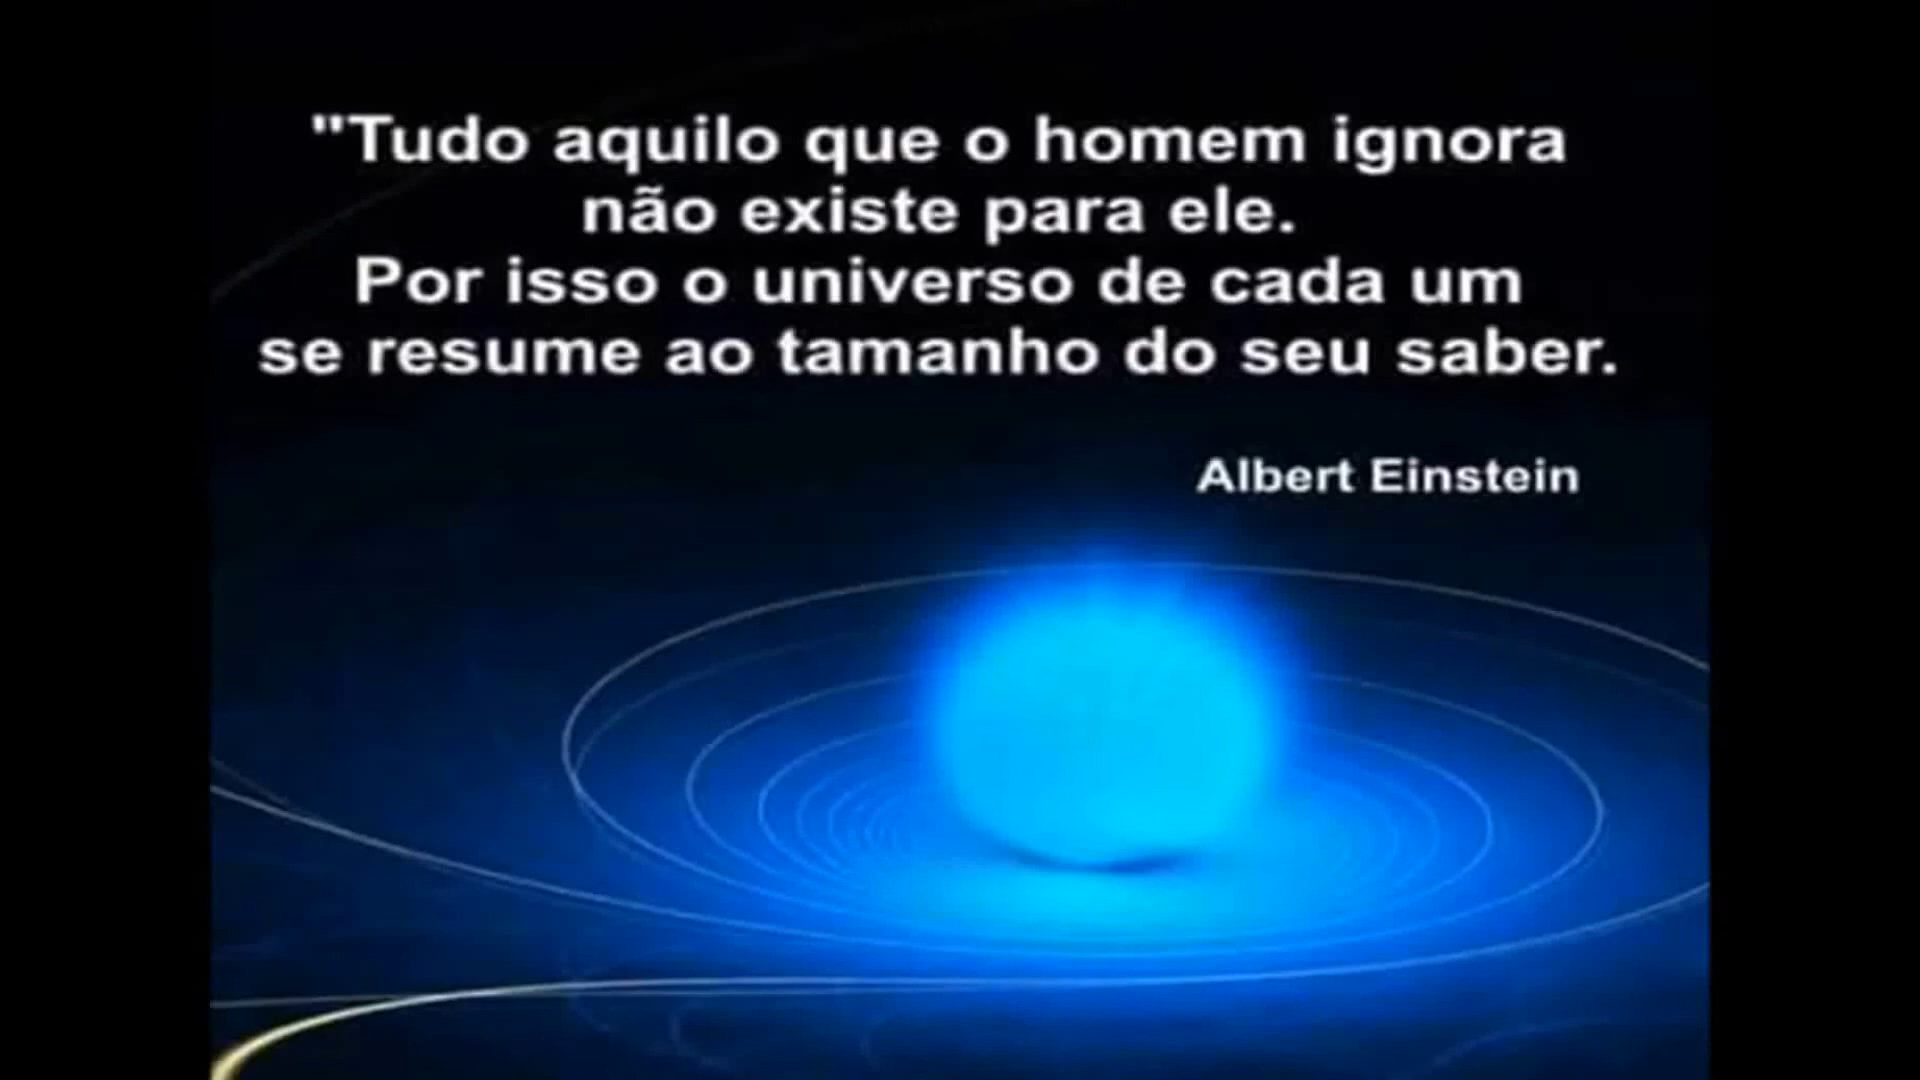 "Tudo aquilo que o homem ignora
não existe para ele.
Por isso o universo de cada um
se resume ao tamanho do seu saber.
Albert Einstein